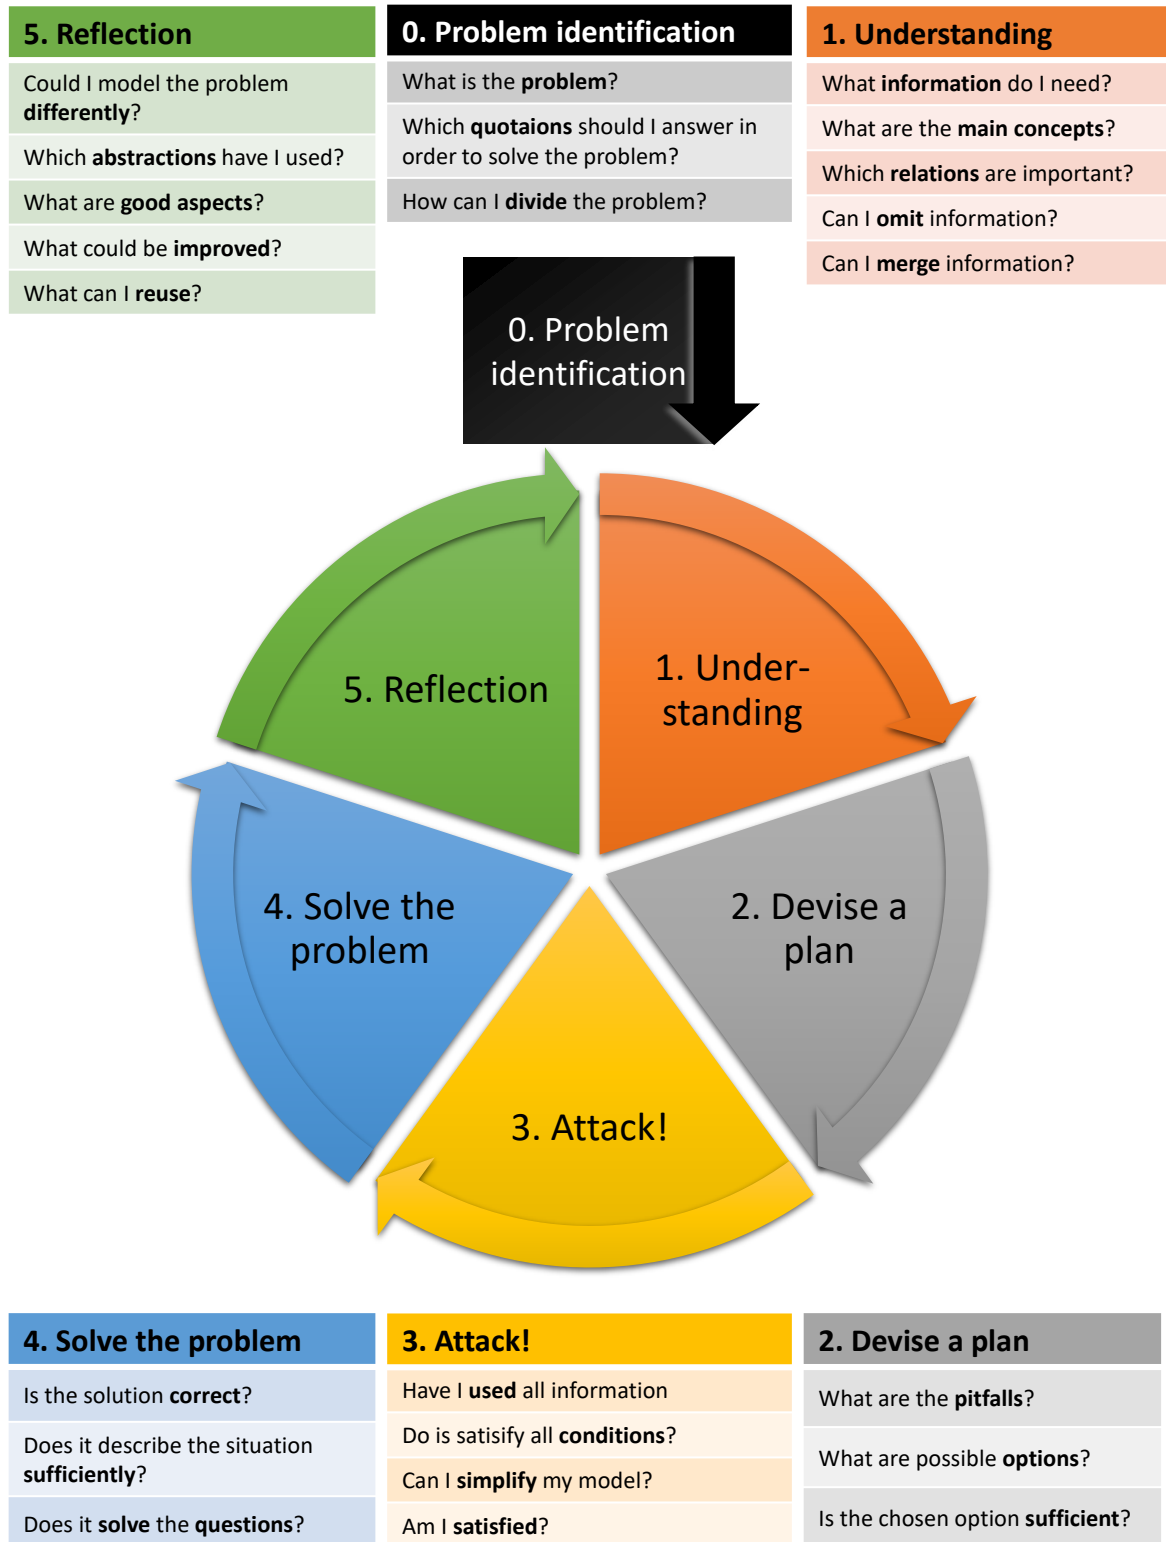 5. Reflection
Could I model the problem
differently?
Which abstractions have I used?
What are good aspects?
What could be improved?
What can I reuse?
0. Problem identification
What is the problem?
Which quotaions should I answer in
order to solve the problem?
How can I divide the problem?
1. Understanding
What information do I need?
What are the main concepts?
Which relations are important?
Can I omit information?
Can I merge information?
0. Problem
identification
5. Reflection
1. Under-
standing
4. Solve the
problem
2. Devise a
plan
3. Attack!
4. Solve the problem
Is the solution correct?
Does it describe the situation
sufficiently?
Does it solve the questions?
3. Attack!
Have I used all information
Do is satisify all conditions?
Can I simplify my model?
Am I satisfied?
2. Devise a plan
What are the pitfalls?
What are possible options?
Is the chosen option sufficient?